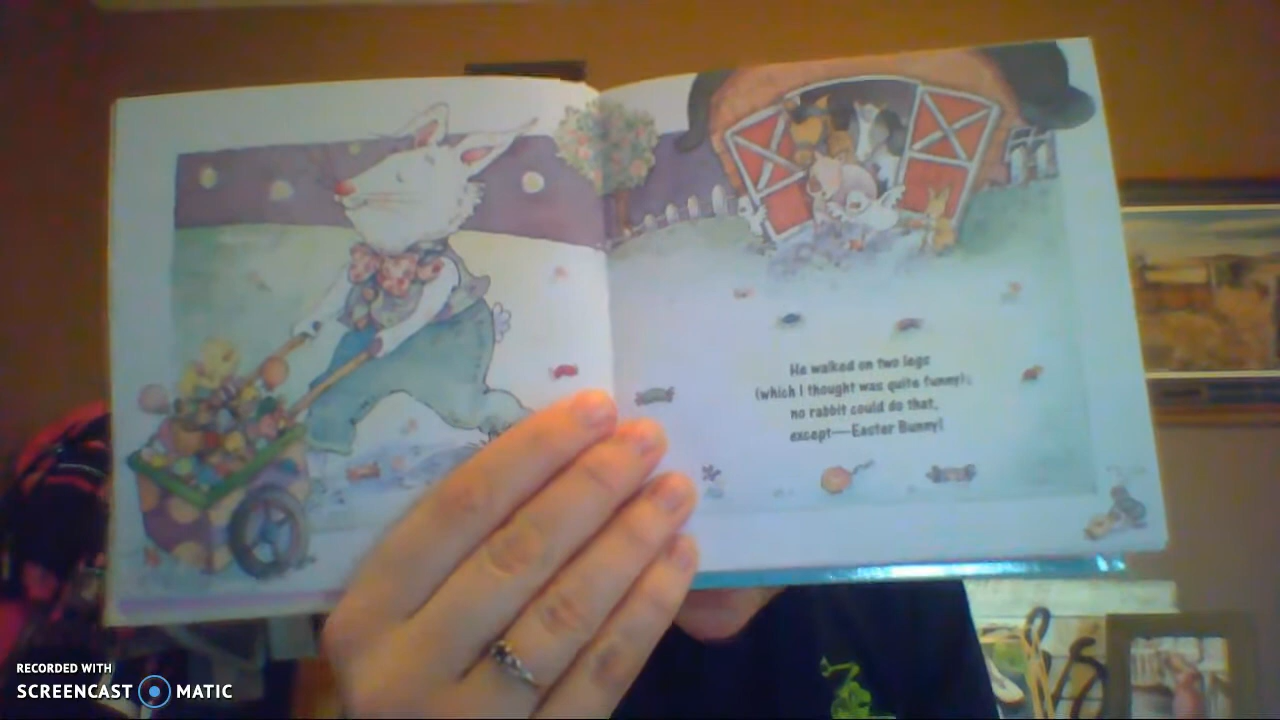 He walked on two legs
(which I thought was quite funny);
no rabbit could do that,
except—Easter Bunny!
RECORDED WITH
SCREENCAST MATIC